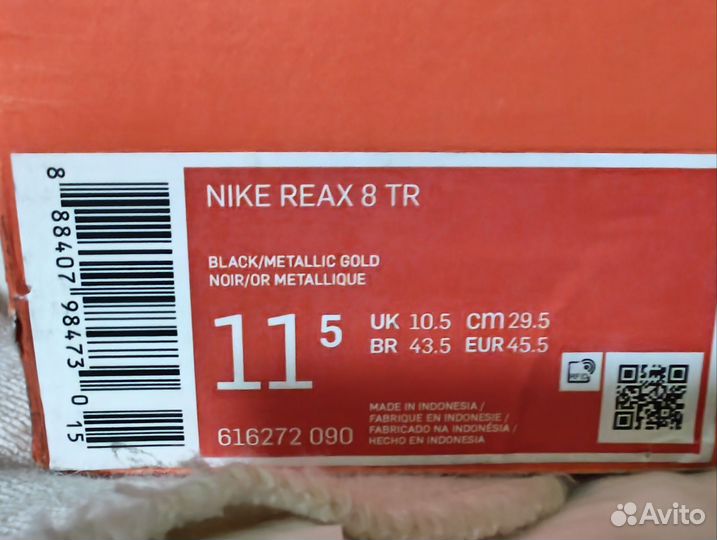 NIKE REAX 8 TR
BLACK/METALLIC GOLD
NOIR/OR METALLIQUE
11 5
UK 10.5 cm 29.5
BR 43.5 EUR 45.5
RFID
MADE IN INDONESIA /
FABRIQUE EN INDONESIE /
FABRICADO NA INDONÉSIA /
HECHO EN INDONESIA
616272 090
8 88407 98473 0 15
Avito